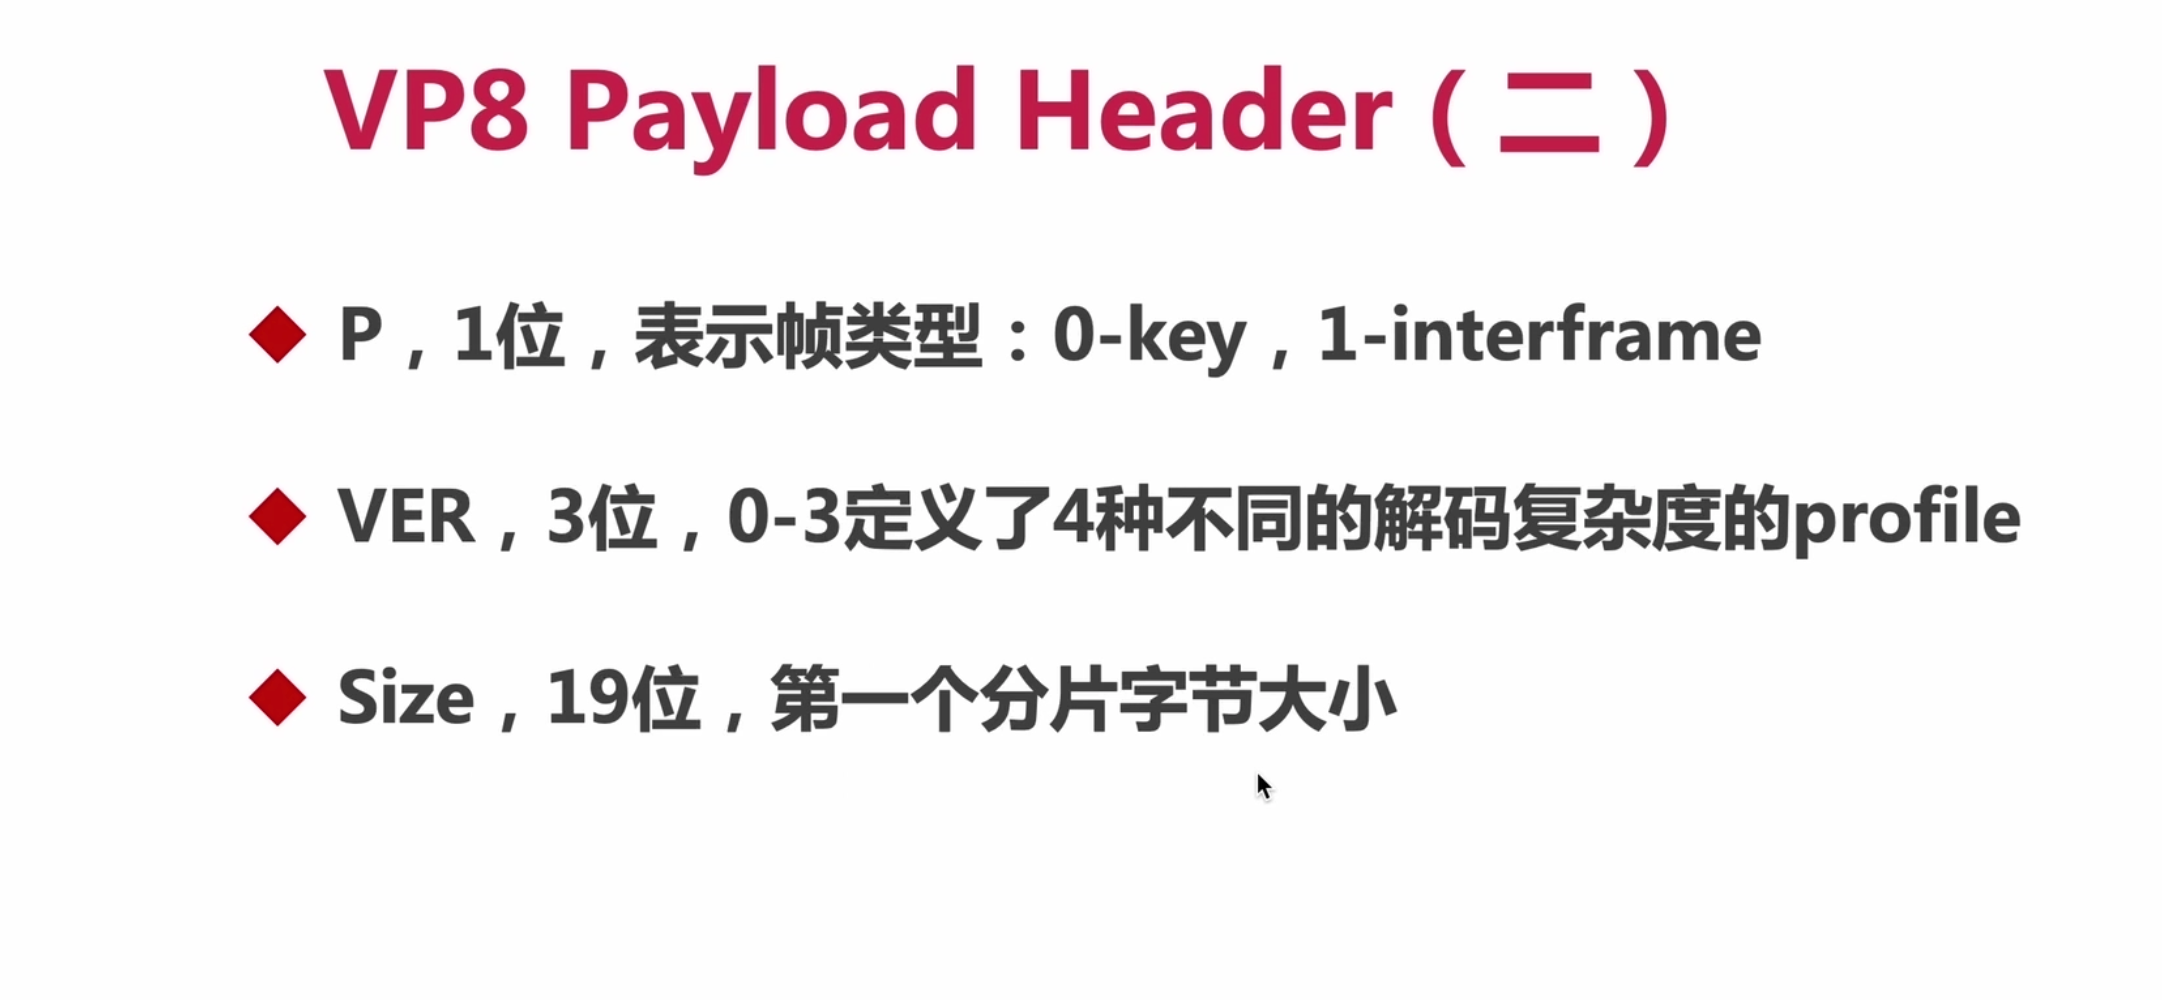 VP8 Payload Header（二）
P，1位，表示帧类型：0-key，1-interframe
VER，3位，0-3定义了4种不同的解码复杂度的profile
Size，19位，第一个分片字节大小